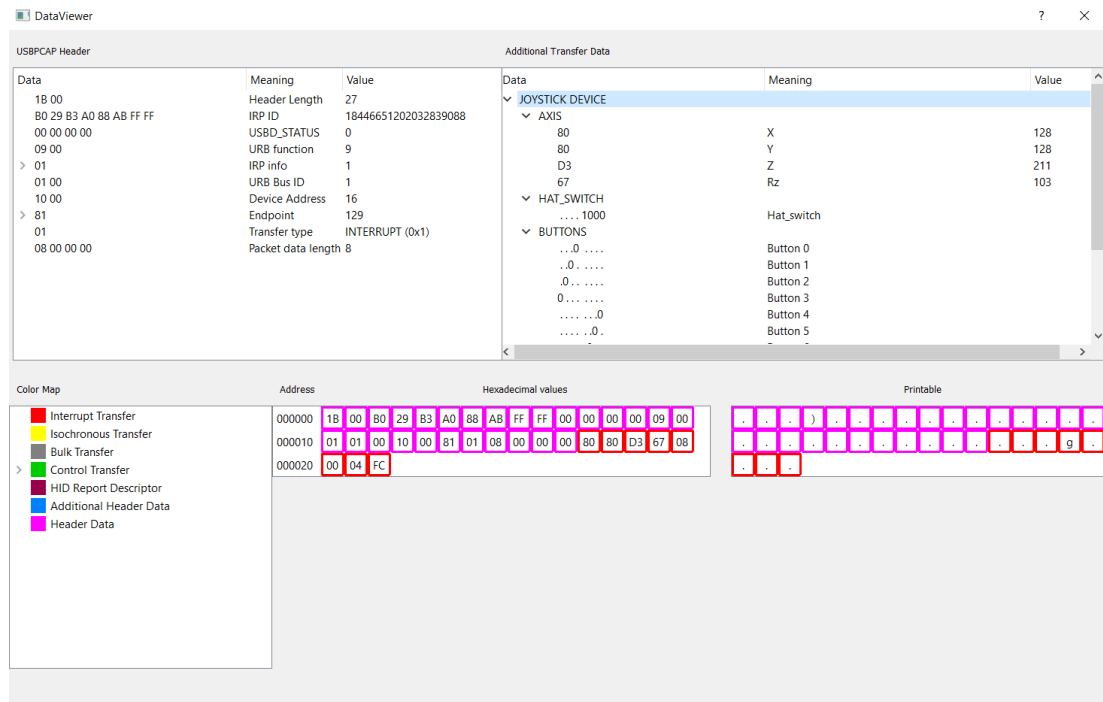 DataViewer ?
USBPCAP Header
Data Meaning Value
1B 00 Header Length 27
B0 29 B3 A0 88 AB FF FF IRP ID 18446651202032839088
00 00 00 00 USBD_STATUS 0
09 00 URB function 9
01 IRP info 1
01 00 URB Bus ID 1
10 00 Device Address 16
81 Endpoint 129
01 Transfer type INTERRUPT (0x1)
08 00 00 00 Packet data length 8
Additional Transfer Data
Data Meaning Value
JOYSTICK DEVICE
AXIS
80 X 128
80 Y 128
D3 Z 211
67 Rz 103
HAT_SWITCH
. . . . 1000 Hat_switch
BUTTONS
. . .0 . . . . Button 0
. .0 . . . . . Button 1
.0 . . . . . . Button 2
0 . . . . . . . Button 3
. . . . . . .0 Button 4
. . . . . .0 . Button 5
Color Map
Interrupt Transfer
Isochronous Transfer
Bulk Transfer
Control Transfer
HID Report Descriptor
Additional Header Data
Header Data
Address Hexadecimal values Printable
000000 1B 00 B0 29 B3 A0 88 AB FF FF 00 00 00 00 09 00 . . . ) . . . . . . . . . . . .
000010 01 01 00 10 00 81 01 08 00 00 00 80 80 D3 67 08 . . . . . . . . . . . . . . g .
000020 00 04 FC . . .